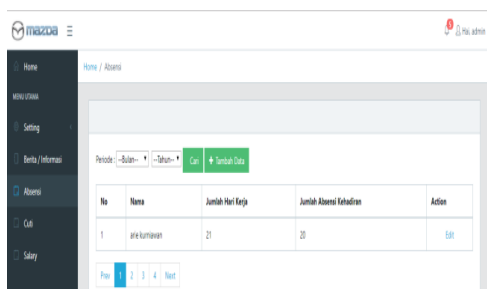 mazda
5
Hai, admin
Home
Home / Absensi
MENU UTAMA
Setting
Berita / Informasi
Absensi
Cuti
Salary
Periode : --Bulan-- --Tahun-- Cari + Tambah Data
No Nama Jumlah Hari Kerja Jumlah Absensi Kehadiran Action
1 arie kurniawan 21 20 Edit
Prev 1 2 3 4 Next